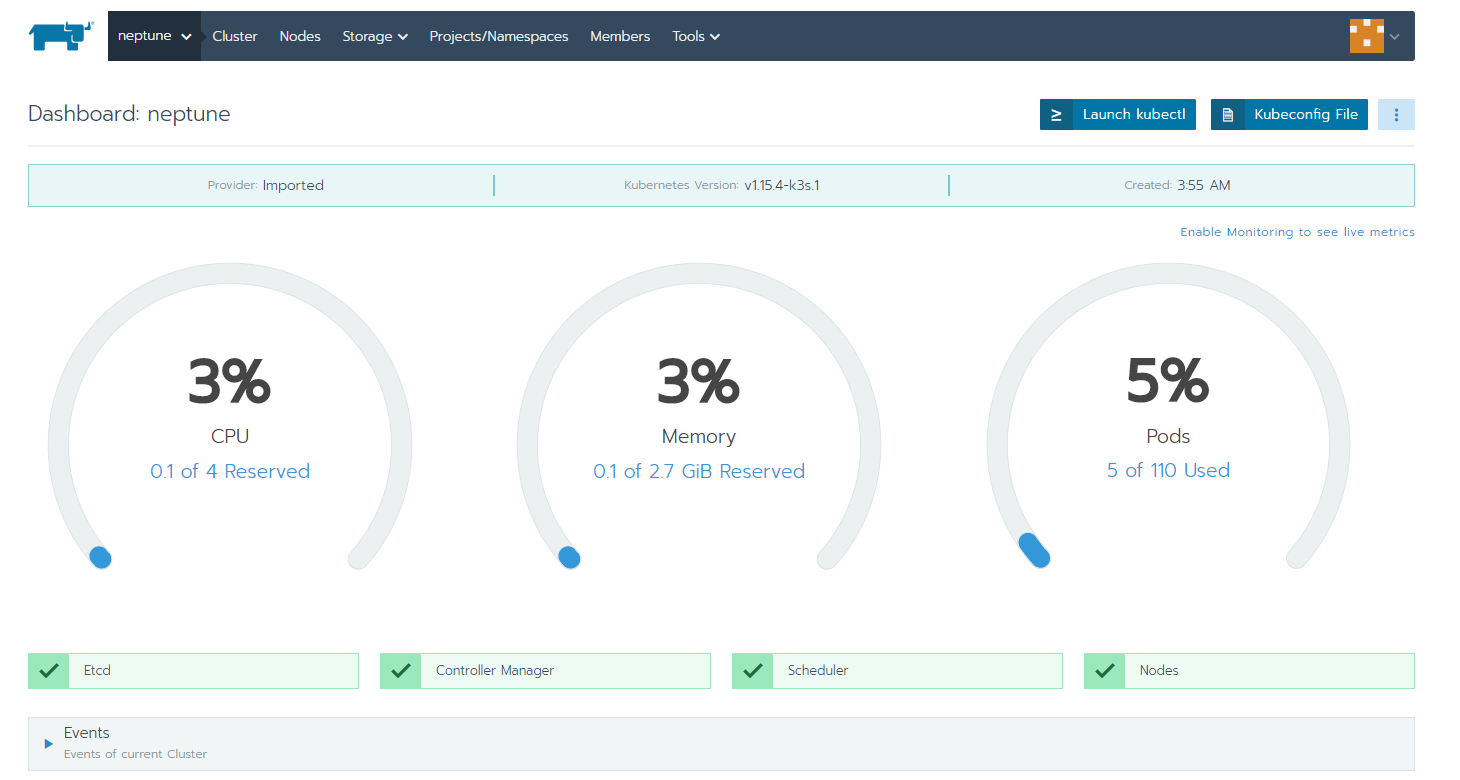 neptune Cluster Nodes Storage Projects/Namespaces Members Tools
Dashboard: neptune
≥ Launch kubectl Kubeconfig File
Provider: Imported Kubernetes Version: v1.15.4-k3s.1 Created: 3:55 AM
Enable Monitoring to see live metrics
3% 3% 5%
CPU Memory Pods
0.1 of 4 Reserved 0.1 of 2.7 GiB Reserved 5 of 110 Used
Etcd Controller Manager Scheduler Nodes
Events
Events of current Cluster